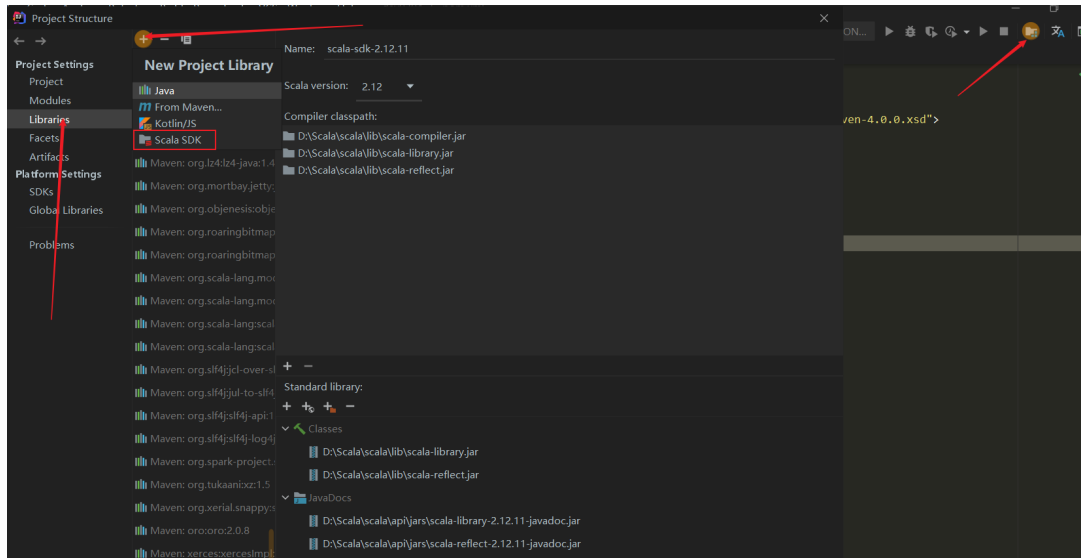 Project Structure
Project Settings
Project
Modules
Libraries
Facets
Artifacts
Platform Settings
SDKs
Global Libraries
Problems
New Project Library
Java
From Maven...
Kotlin/JS
Scala SDK
Maven: org.lz4:lz4-java:1.4
Maven: org.mortbay.jetty:
Maven: org.objenesis:obje
Maven: org.roaringbitmap
Maven: org.roaringbitmap
Maven: org.scala-lang.mod
Maven: org.scala-lang.mod
Maven: org.scala-lang:scal
Maven: org.scala-lang:scal
Maven: org.slf4j:jcl-over-sl
Maven: org.slf4j:jul-to-slf4
Maven: org.slf4j:slf4j-api:1
Maven: org.slf4j:slf4j-log4j
Maven: org.spark-project.
Maven: org.tukaani:xz:1.5
Maven: org.xerial.snappy:s
Maven: oro:oro:2.0.8
Maven: xerces:xercesImpl:
Name: scala-sdk-2.12.11
Scala version: 2.12
Compiler classpath:
D:\Scala\scala\lib\scala-compiler.jar
D:\Scala\scala\lib\scala-library.jar
D:\Scala\scala\lib\scala-reflect.jar
Standard library:
Classes
D:\Scala\scala\lib\scala-library.jar
D:\Scala\scala\lib\scala-reflect.jar
JavaDocs
D:\Scala\scala\api\jars\scala-library-2.12.11-javadoc.jar
D:\Scala\scala\api\jars\scala-reflect-2.12.11-javadoc.jar
ON...
ven-4.0.0.xsd">